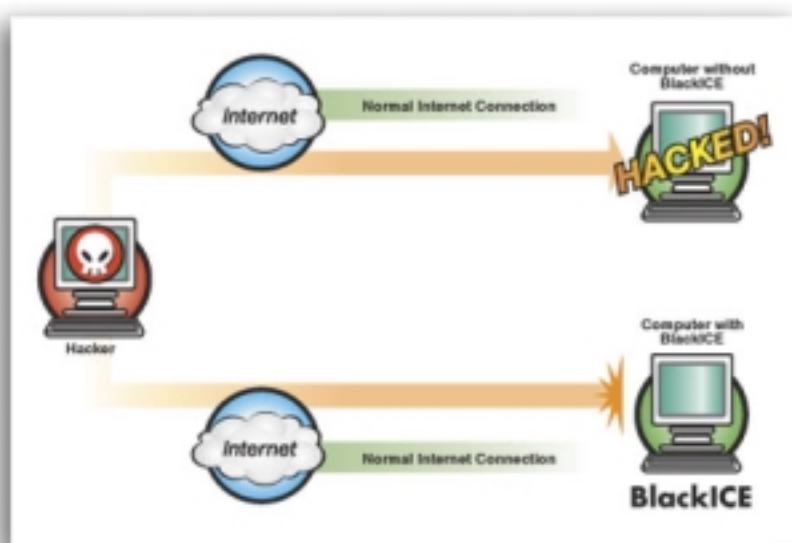 Computer without
BlackICE
Internet
Normal Internet Connection
HACKED!
Hacker
Computer with
BlackICE
Internet
Normal Internet Connection
BlackICE